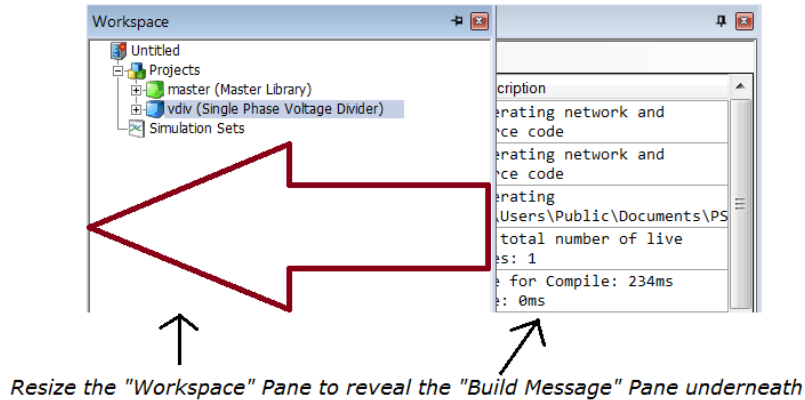 Workspace
Untitled
Projects
master (Master Library)
vdiv (Single Phase Voltage Divider)
Simulation Sets
cription
erating network and
rce code
erating network and
rce code
erating
\Users\Public\Documents\PS
total number of live
es: 1
e for Compile: 234ms
e: 0ms
Resize the "Workspace" Pane to reveal the "Build Message" Pane underneath